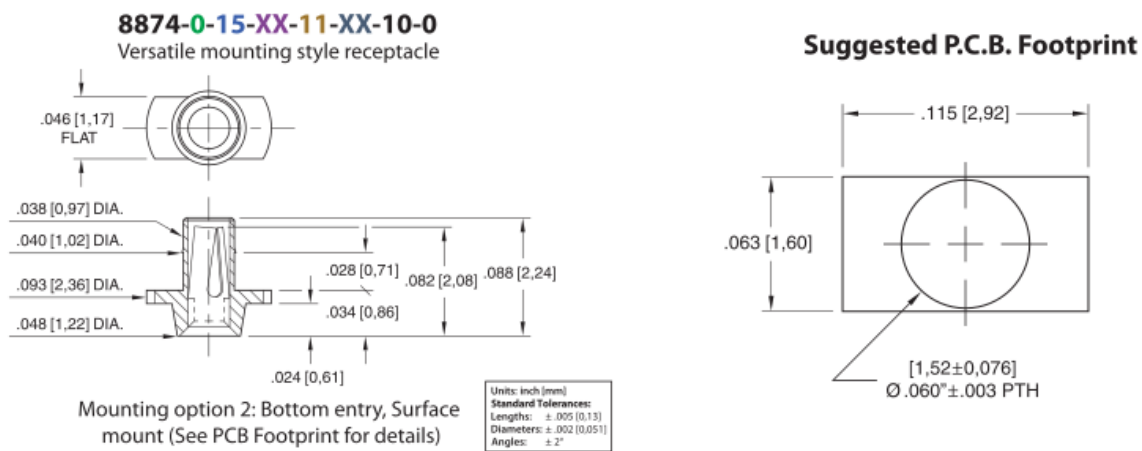 8874-0-15-XX-11-XX-10-0
Versatile mounting style receptacle
Suggested P.C.B. Footprint
.046 [1,17]
FLAT
.115 [2,92]
.038 [0,97] DIA.
.040 [1,02] DIA.
.093 [2,36] DIA.
.048 [1,22] DIA.
.028 [0,71]
.034 [0,86]
.082 [2,08]
.088 [2,24]
.024 [0,61]
.063 [1,60]
[1,52±0,076]
Ø.060"±.003 PTH
Mounting option 2: Bottom entry, Surface
mount (See PCB Footprint for details)
Units: inch [mm]
Standard Tolerances:
Lengths: ± .005 [0,13]
Diameters: ± .002 [0,051]
Angles: ± 2°